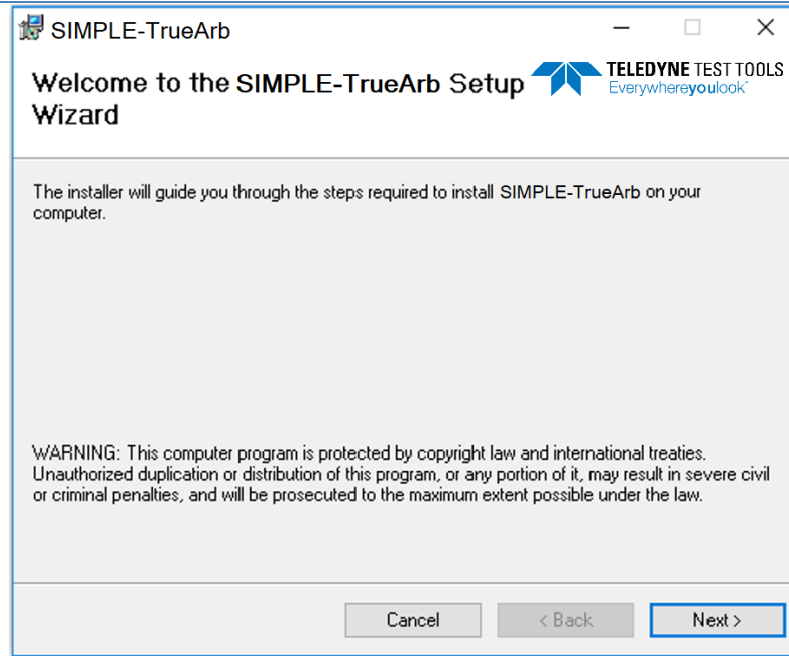 SIMPLE-TrueArb
Welcome to the SIMPLE-TrueArb Setup
Wizard
TELEDYNE TEST TOOLS
Everywhereyoulook™
The installer will guide you through the steps required to install SIMPLE-TrueArb on your
computer.
WARNING: This computer program is protected by copyright law and international treaties.
Unauthorized duplication or distribution of this program, or any portion of it, may result in severe civil
or criminal penalties, and will be prosecuted to the maximum extent possible under the law.
Cancel
< Back
Next >